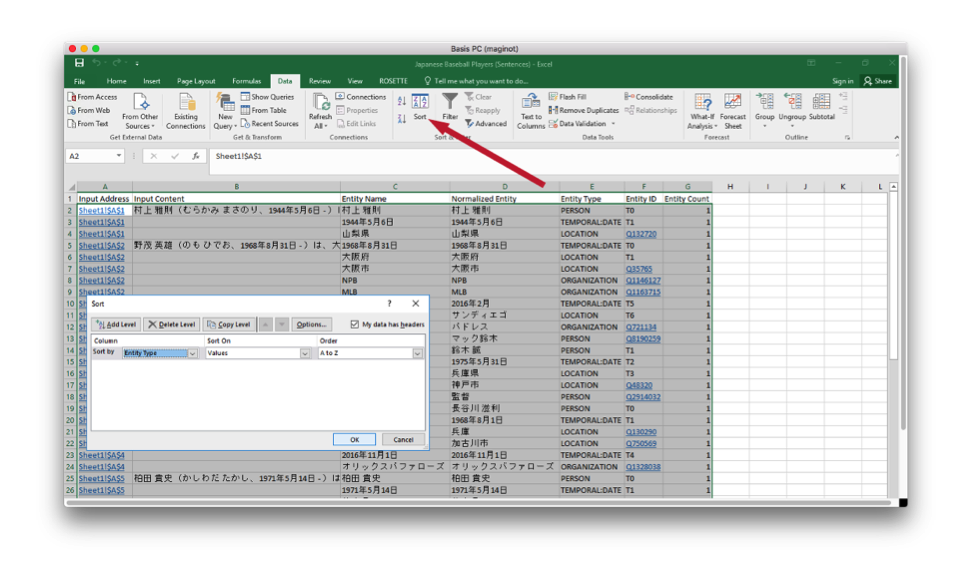 Basis PC (maginot)
Japanese Baseball Players (Sentences) - Excel
File Home Insert Page Layout Formulas Data Review View ROSETTE Tell me what you want to do... Sign in Share
From Access
From Web
From Text
From Other Sources
Existing Connections
Get External Data
New Query
Show Queries
From Table
Recent Sources
Get & Transform
Refresh All
Connections
Properties
Edit Links
Connections
Sort
Filter
Clear
Reapply
Advanced
Text to Columns
Flash Fill
Remove Duplicates
Data Validation
Consolidate
Relationships
Data Tools
What-If Analysis
Forecast Sheet
Forecast
Group Ungroup Subtotal
Outline
A2 fx Sheet1!$A$1
A B C D E F G H I J K L
1 Input Address Input Content Entity Name Normalized Entity Entity Type Entity ID Entity Count
2 Sheet1!$A$1 村上 雅則（むらかみ まさのり、1944年5月6日 - ）は 村上 雅則 村上 雅則 PERSON T0 1
3 Sheet1!$A$1 1944年5月6日 1944年5月6日 TEMPORAL:DATE T1 1
4 Sheet1!$A$1 山梨県 山梨県 LOCATION Q132720 1
5 Sheet1!$A$2 野茂 英雄（のも ひでお、1968年8月31日 - ）は、大 1968年8月31日 1968年8月31日 TEMPORAL:DATE T0 1
6 Sheet1!$A$2 大阪府 大阪府 LOCATION T1 1
7 Sheet1!$A$2 大阪市 大阪市 LOCATION Q35765 1
8 Sheet1!$A$2 NPB NPB ORGANIZATION Q1146127 1
9 Sheet1!$A$2 MLB MLB ORGANIZATION Q1163715 1
10 2016年2月 TEMPORAL:DATE T5 1
11 サンディエゴ LOCATION T6 1
12 パドレス ORGANIZATION Q721134 1
13 マック鈴木 PERSON Q8190259 1
14 鈴木 誠 PERSON T1 1
15 1975年5月31日 TEMPORAL:DATE T2 1
16 兵庫県 LOCATION T3 1
17 神戸市 LOCATION Q48320 1
18 監督 PERSON Q2914032 1
19 長谷川 滋利 PERSON T0 1
20 1968年8月1日 TEMPORAL:DATE T1 1
21 兵庫 LOCATION Q130290 1
22 加古川市 LOCATION Q750569 1
23 Sheet1!$A$4 2016年11月1日 2016年11月1日 TEMPORAL:DATE T4 1
24 Sheet1!$A$4 オリックスバファローズ オリックスバファローズ ORGANIZATION Q1328038 1
25 Sheet1!$A$5 柏田 貴史（かしわだ たかし、1971年5月14日 - ）は 柏田 貴史 柏田 貴史 PERSON T0 1
26 Sheet1!$A$5 1971年5月14日 1971年5月14日 TEMPORAL:DATE T1 1
Sort
Add Level Delete Level Copy Level Options... My data has headers
Column Sort On Order
Sort by Entity Type Values A to Z
OK Cancel